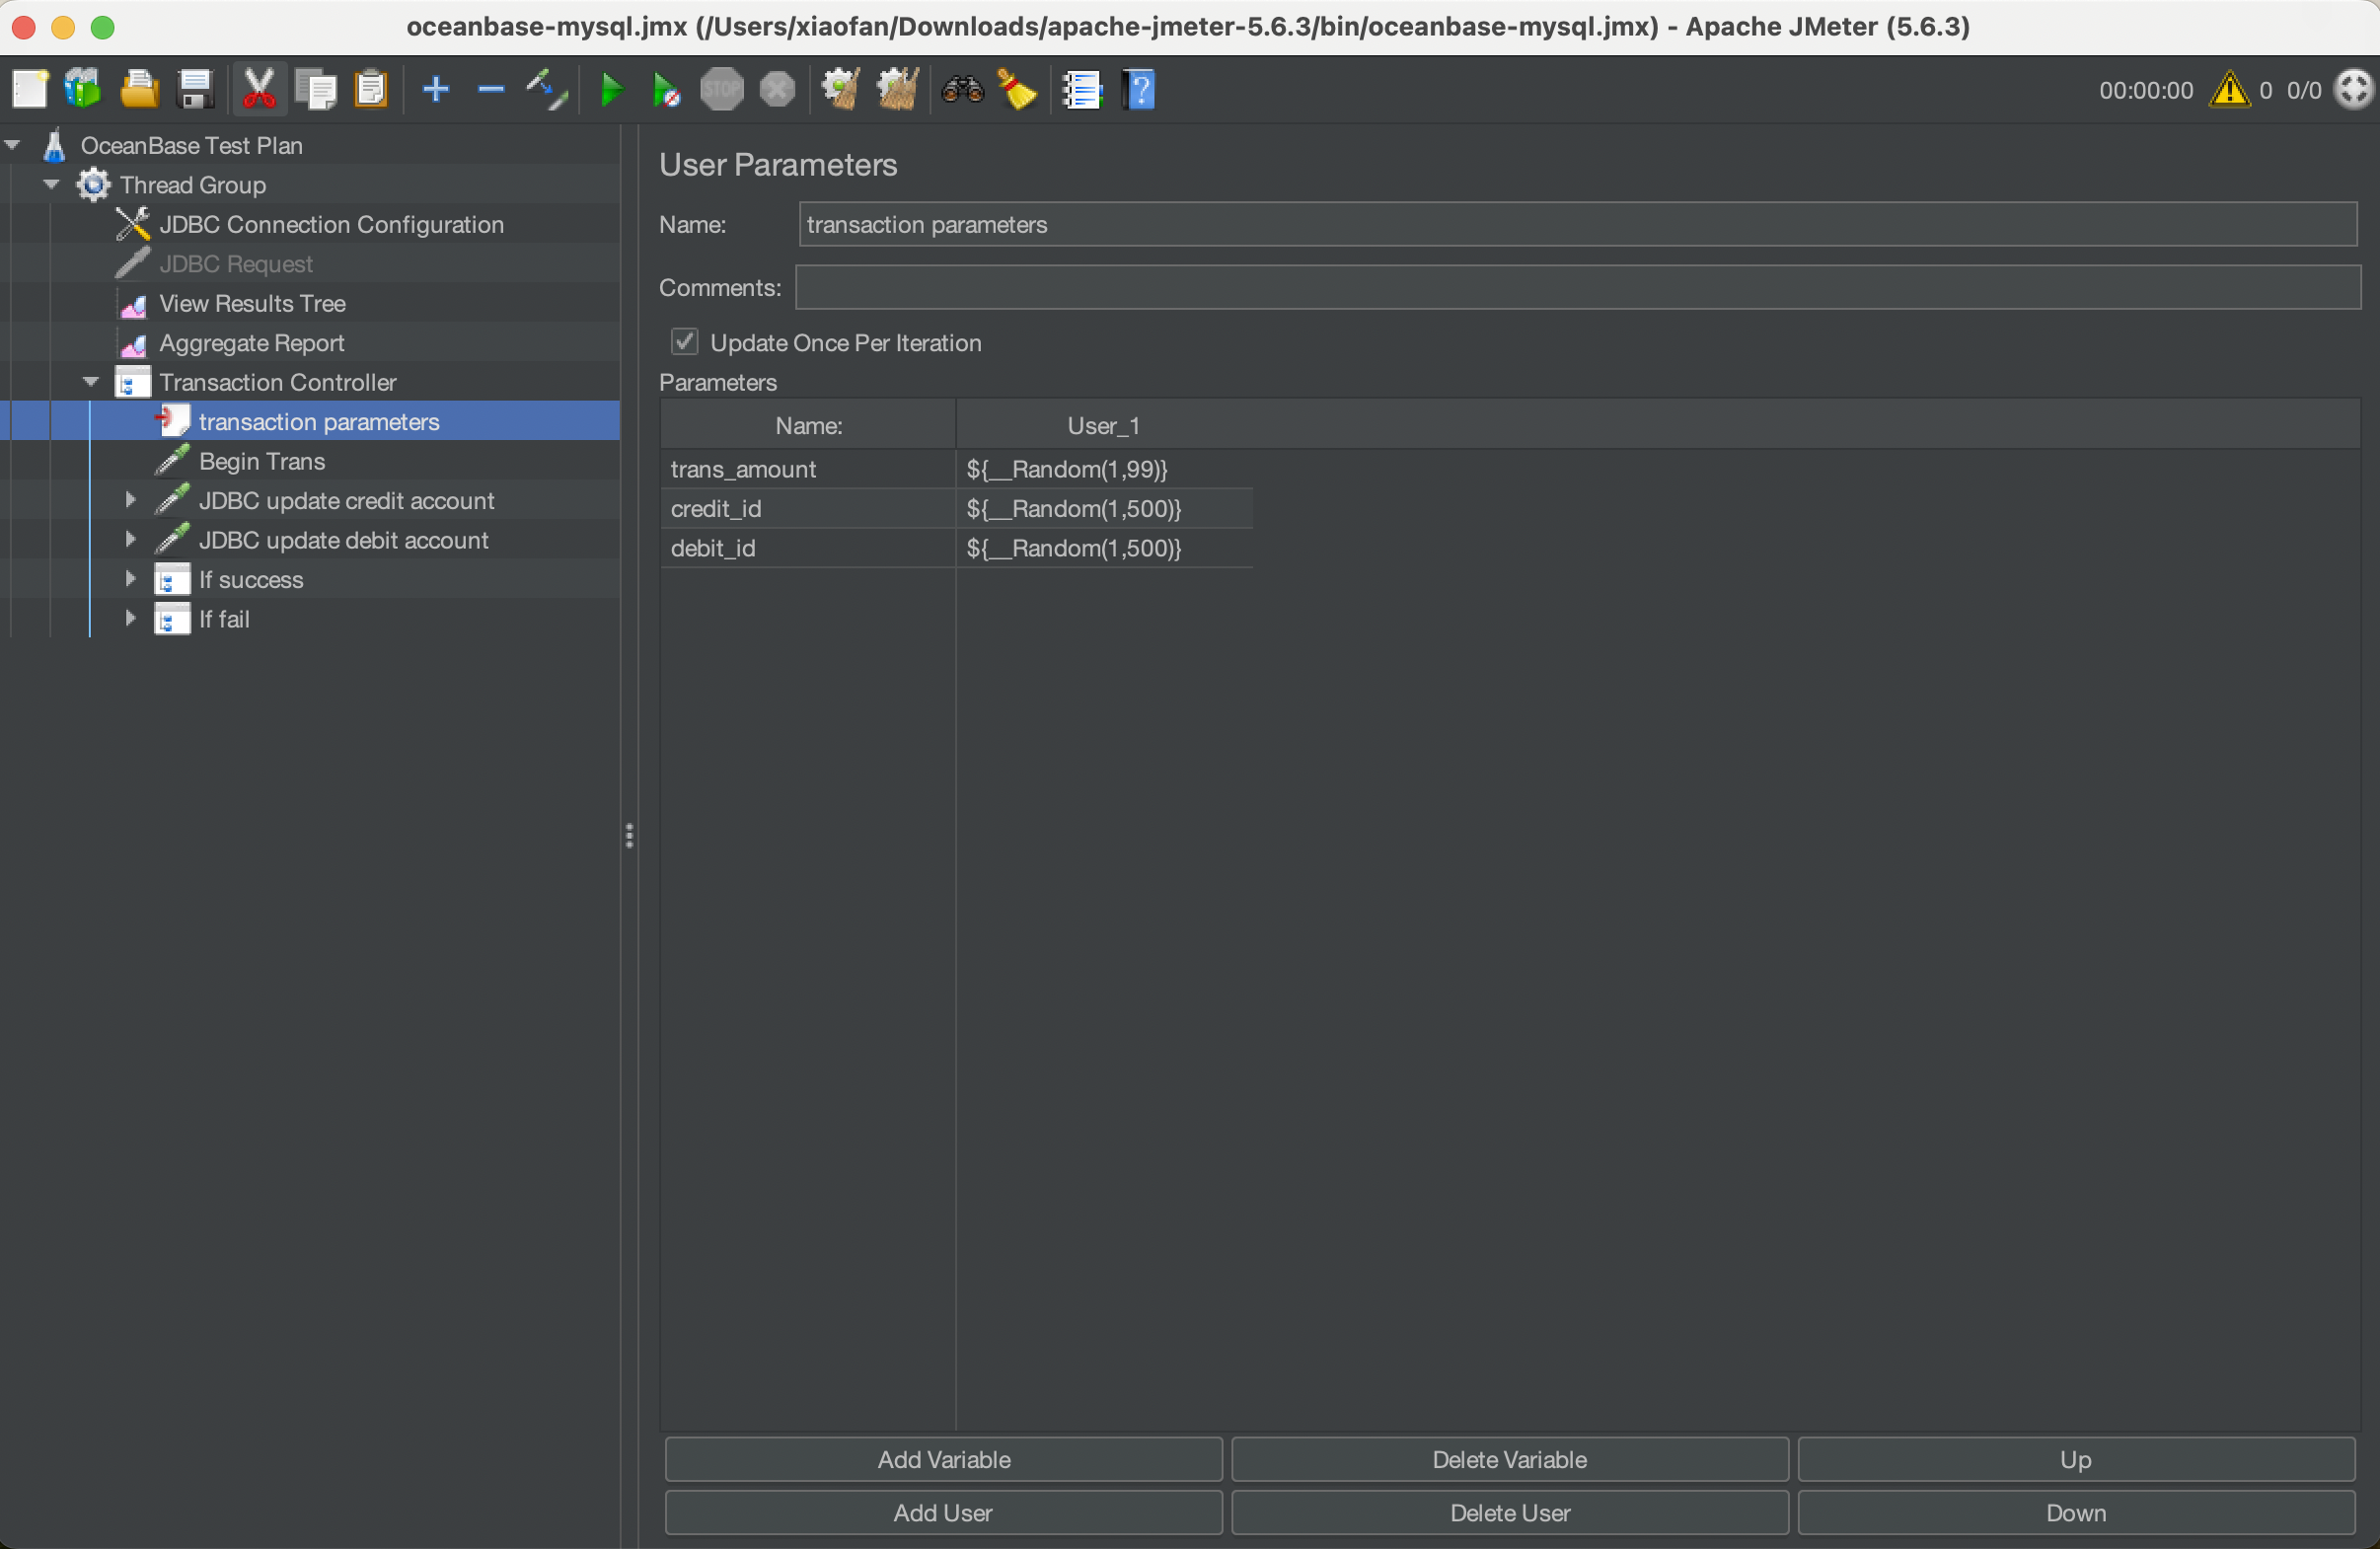 oceanbase-mysql.jmx (/Users/xiaofan/Downloads/apache-jmeter-5.6.3/bin/oceanbase-mysql.jmx) - Apache JMeter (5.6.3)
STOP
?
00:00:00 0 0/0
OceanBase Test Plan
Thread Group
JDBC Connection Configuration
JDBC Request
View Results Tree
Aggregate Report
Transaction Controller
transaction parameters
Begin Trans
JDBC update credit account
JDBC update debit account
If success
If fail
User Parameters
Name: transaction parameters
Comments:
Update Once Per Iteration
Parameters
Name: User_1
trans_amount ${__Random(1,99)}
credit_id ${__Random(1,500)}
debit_id ${__Random(1,500)}
Add Variable Delete Variable Up
Add User Delete User Down